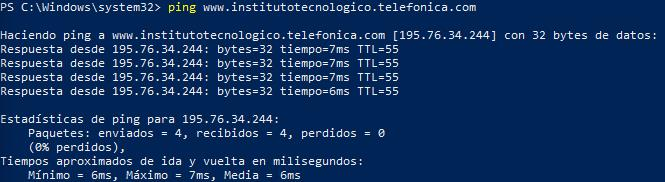 PS C:\Windows\system32> ping www.institutotecnologico.telefonica.com
Haciendo ping a www.institutotecnologico.telefonica.com [195.76.34.244] con 32 bytes de datos:
Respuesta desde 195.76.34.244: bytes=32 tiempo=7ms TTL=55
Respuesta desde 195.76.34.244: bytes=32 tiempo=7ms TTL=55
Respuesta desde 195.76.34.244: bytes=32 tiempo=7ms TTL=55
Respuesta desde 195.76.34.244: bytes=32 tiempo=6ms TTL=55
Estadísticas de ping para 195.76.34.244:
Paquetes: enviados = 4, recibidos = 4, perdidos = 0
(0% perdidos),
Tiempos aproximados de ida y vuelta en milisegundos:
Mínimo = 6ms, Máximo = 7ms, Media = 6ms